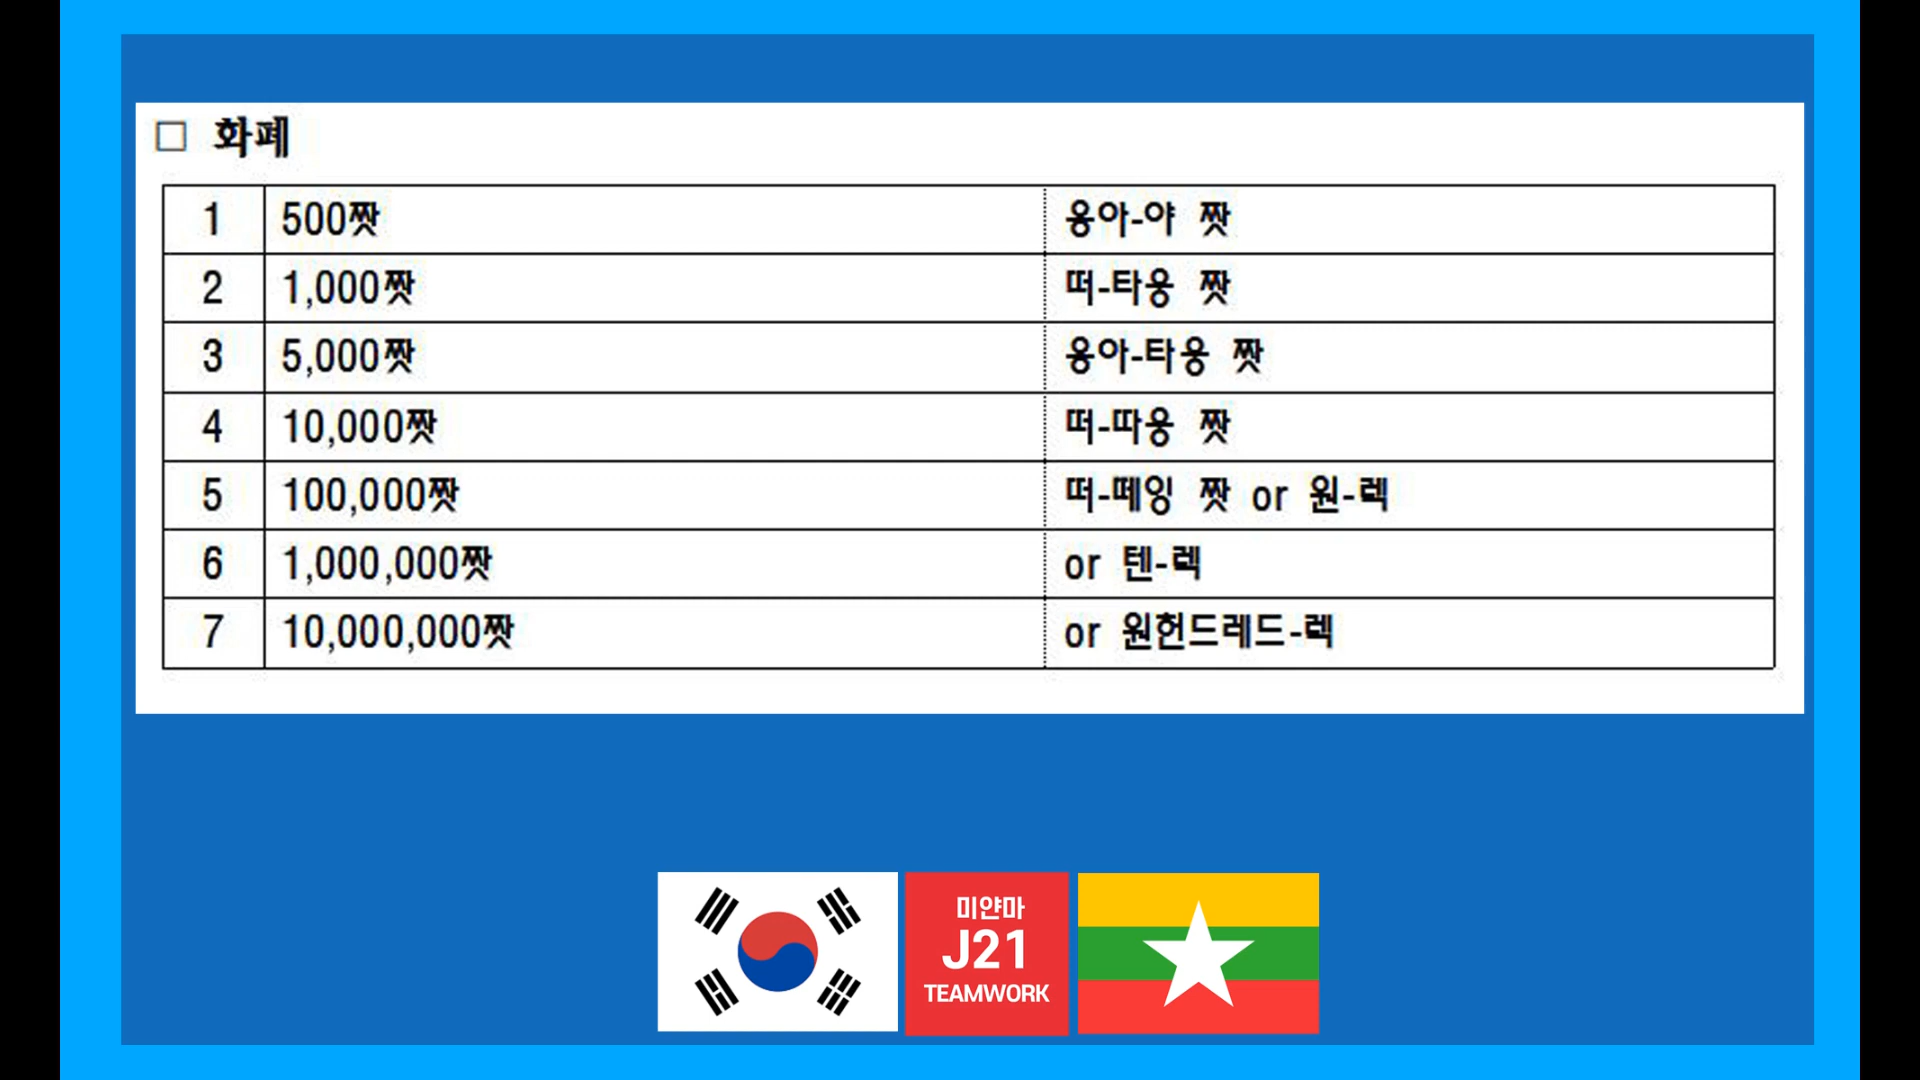 □ 화폐
1 500짯 응아-야 짯
2 1,000짯 떠-타웅 짯
3 5,000짯 응아-타웅 짯
4 10,000짯 떠-따웅 짯
5 100,000짯 떠-떼잉 짯 or 원-렉
6 1,000,000짯 or 텐-렉
7 10,000,000짯 or 원헌드레드-렉
미얀마
J21
TEAMWORK